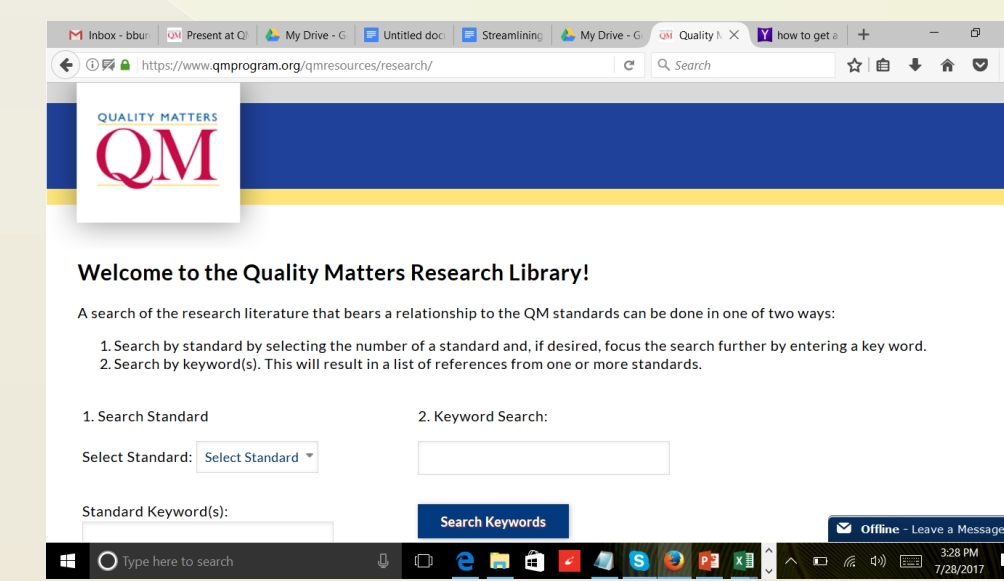 Inbox - bbur Present at Q My Drive - G Untitled doc Streamlining My Drive - G Quality M how to get a
https://www.qmprogram.org/qmresources/research/ Search
QUALITY MATTERS
QM
Welcome to the Quality Matters Research Library!
A search of the research literature that bears a relationship to the QM standards can be done in one of two ways:
1. Search by standard by selecting the number of a standard and, if desired, focus the search further by entering a key word.
2. Search by keyword(s). This will result in a list of references from one or more standards.
1. Search Standard
2. Keyword Search:
Select Standard: Select Standard
Standard Keyword(s):
Search Keywords
Offline - Leave a Message
Type here to search
3:28 PM
7/28/2017